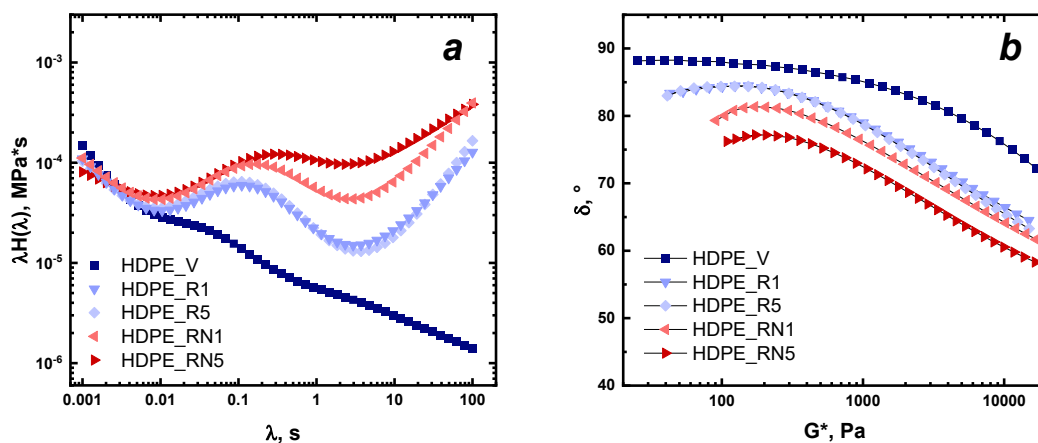 a
10⁻³
10⁻⁴
10⁻⁵
10⁻⁶
λH(λ), MPa*s
HDPE_V
HDPE_R1
HDPE_R5
HDPE_RN1
HDPE_RN5
0.001 0.01 0.1 1 10 100
λ, s
b
90
80
70
60
50
40
δ, °
HDPE_V
HDPE_R1
HDPE_R5
HDPE_RN1
HDPE_RN5
100 1000 10000
G*, Pa